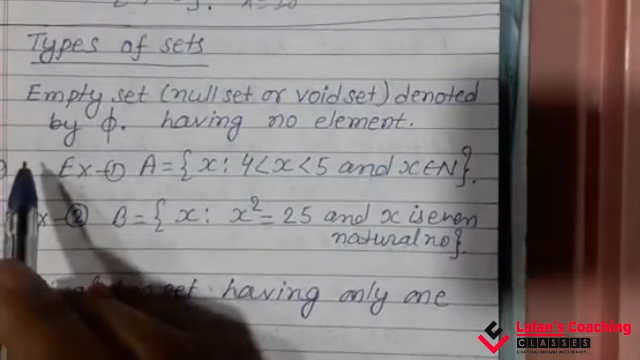 Types of sets
Empty set (null set or void set) denoted
by ϕ. having no element.
Ex-① A={x: 4<x<5 and x∈N}.
x-② B={x: x²=25 and x is even
natural no}.
set having only one
Lalan's Coaching
CLASSES